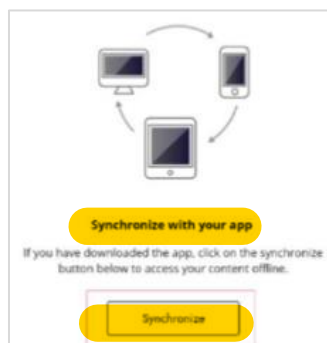 Synchronize with your app
If you have downloaded the app, click on the synchronize
button below to access your content offline.
Synchronize